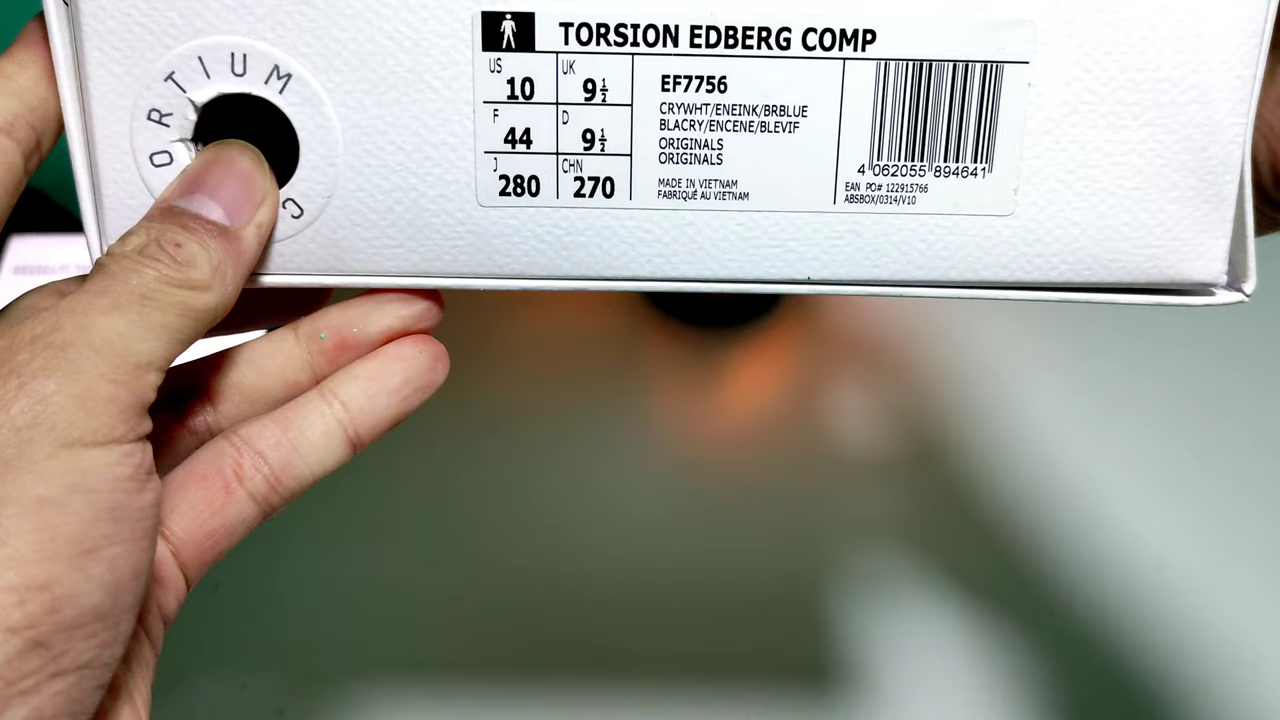 ORTIUM
C
TORSION EDBERG COMP
US 10 UK 9½
F 44 D 9½
J 280 CHN 270
EF7756
CRYWHT/ENEINK/BRBLUE
BLACRY/ENCENE/BLEVIF
ORIGINALS
ORIGINALS
MADE IN VIETNAM
FABRIQUÉ AU VIETNAM
4 062055 894641
EAN PO# 122915766
ABSBOX/0314/V10